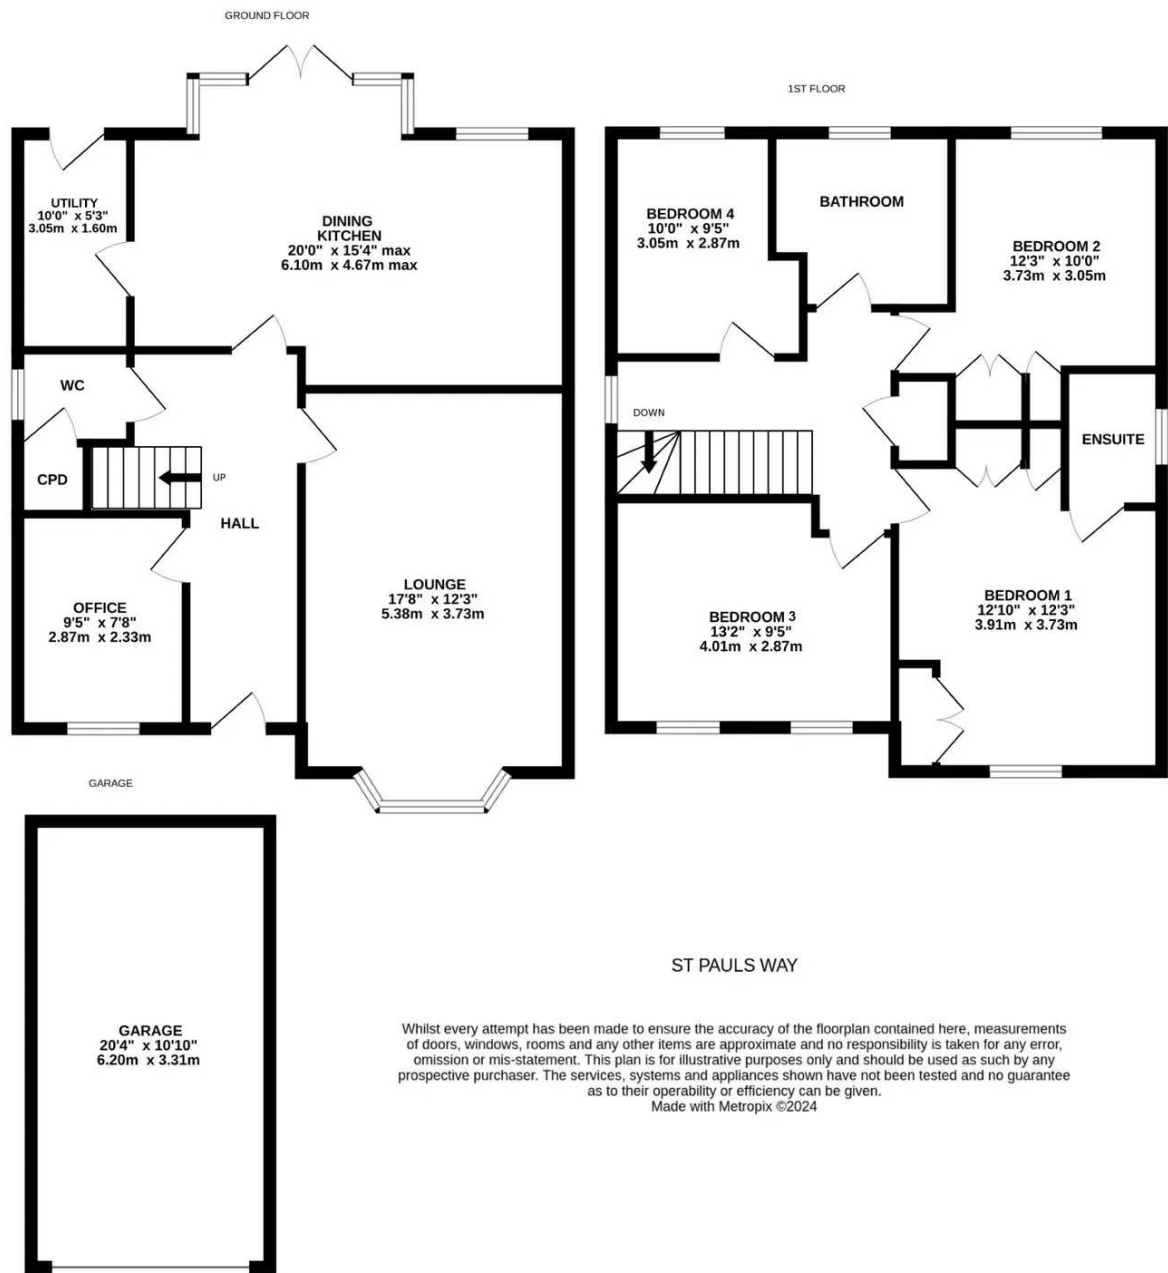 GROUND FLOOR
UTILITY
10'0" x 5'3"
3.05m x 1.60m
DINING
KITCHEN
20'0" x 15'4" max
6.10m x 4.67m max
WC
CPD
UP
HALL
OFFICE
9'5" x 7'8"
2.87m x 2.33m
LOUNGE
17'8" x 12'3"
5.38m x 3.73m
1ST FLOOR
BEDROOM 4
10'0" x 9'5"
3.05m x 2.87m
BATHROOM
BEDROOM 2
12'3" x 10'0"
3.73m x 3.05m
DOWN
ENSUITE
BEDROOM 3
13'2" x 9'5"
4.01m x 2.87m
BEDROOM 1
12'10" x 12'3"
3.91m x 3.73m
GARAGE
GARAGE
20'4" x 10'10"
6.20m x 3.31m
ST PAULS WAY
Whilst every attempt has been made to ensure the accuracy of the floorplan contained here, measurements
of doors, windows, rooms and any other items are approximate and no responsibility is taken for any error,
omission or mis-statement. This plan is for illustrative purposes only and should be used as such by any
prospective purchaser. The services, systems and appliances shown have not been tested and no guarantee
as to their operability or efficiency can be given.
Made with Metropix ©2024